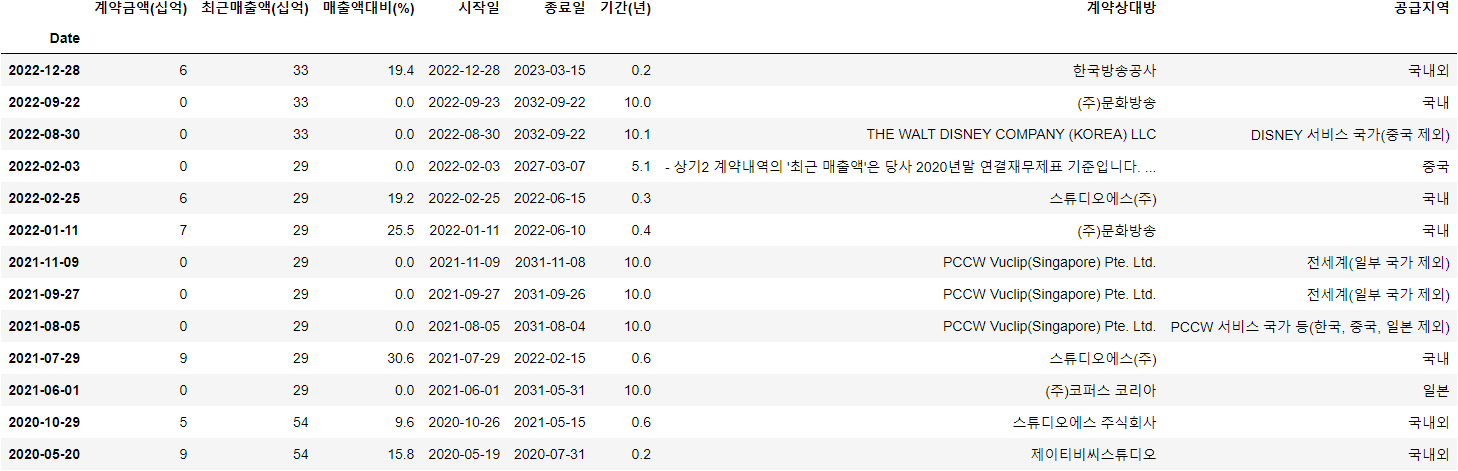 계약금액(십억) 최근매출액(십억) 매출액대비(%) 시작일 종료일 기간(년) 계약상대방 공급지역
Date
2022-12-28 6 33 19.4 2022-12-28 2023-03-15 0.2 한국방송공사 국내외
2022-09-22 0 33 0.0 2022-09-23 2032-09-22 10.0 (주)문화방송 국내
2022-08-30 0 33 0.0 2022-08-30 2032-09-22 10.1 THE WALT DISNEY COMPANY (KOREA) LLC DISNEY 서비스 국가(중국 제외)
2022-02-03 0 29 0.0 2022-02-03 2027-03-07 5.1 - 상기2 계약내역의 '최근 매출액'은 당사 2020년말 연결재무제표 기준입니다. ... 중국
2022-02-25 6 29 19.2 2022-02-25 2022-06-15 0.3 스튜디오에스(주) 국내
2022-01-11 7 29 25.5 2022-01-11 2022-06-10 0.4 (주)문화방송 국내
2021-11-09 0 29 0.0 2021-11-09 2031-11-08 10.0 PCCW Vuclip(Singapore) Pte. Ltd. 전세계(일부 국가 제외)
2021-09-27 0 29 0.0 2021-09-27 2031-09-26 10.0 PCCW Vuclip(Singapore) Pte. Ltd. 전세계(일부 국가 제외)
2021-08-05 0 29 0.0 2021-08-05 2031-08-04 10.0 PCCW Vuclip(Singapore) Pte. Ltd. PCCW 서비스 국가 등(한국, 중국, 일본 제외)
2021-07-29 9 29 30.6 2021-07-29 2022-02-15 0.6 스튜디오에스(주) 국내
2021-06-01 0 29 0.0 2021-06-01 2031-05-31 10.0 (주)코퍼스 코리아 일본
2020-10-29 5 54 9.6 2020-10-26 2021-05-15 0.6 스튜디오에스 주식회사 국내외
2020-05-20 9 54 15.8 2020-05-19 2020-07-31 0.2 제이티비씨스튜디오 국내외